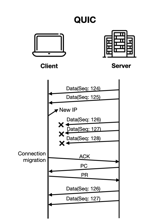 QUIC
Client Server
Data(Seq: 124)
Data(Seq: 125)
New IP
Data(Seq: 126)
Data(Seq: 127)
Data(Seq: 128)
Connection
migration
ACK
PC
PR
Data(Seq: 126)
Data(Seq: 127)